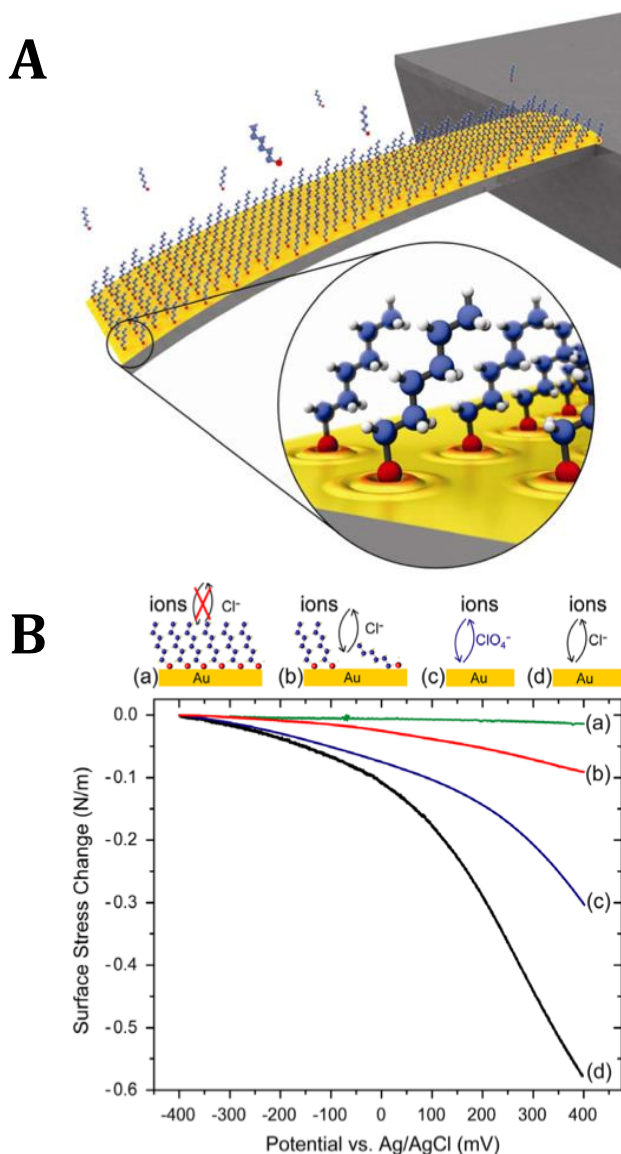 A
B
ions Cl⁻ ions Cl⁻ ions ClO₄⁻ ions Cl⁻
(a) Au (b) Au (c) Au (d) Au
0.0
-0.1
-0.2
-0.3
-0.4
-0.5
-0.6
(a)
(b)
(c)
(d)
Surface Stress Change (N/m)
-400 -300 -200 -100 0 100 200 300 400
Potential vs. Ag/AgCl (mV)